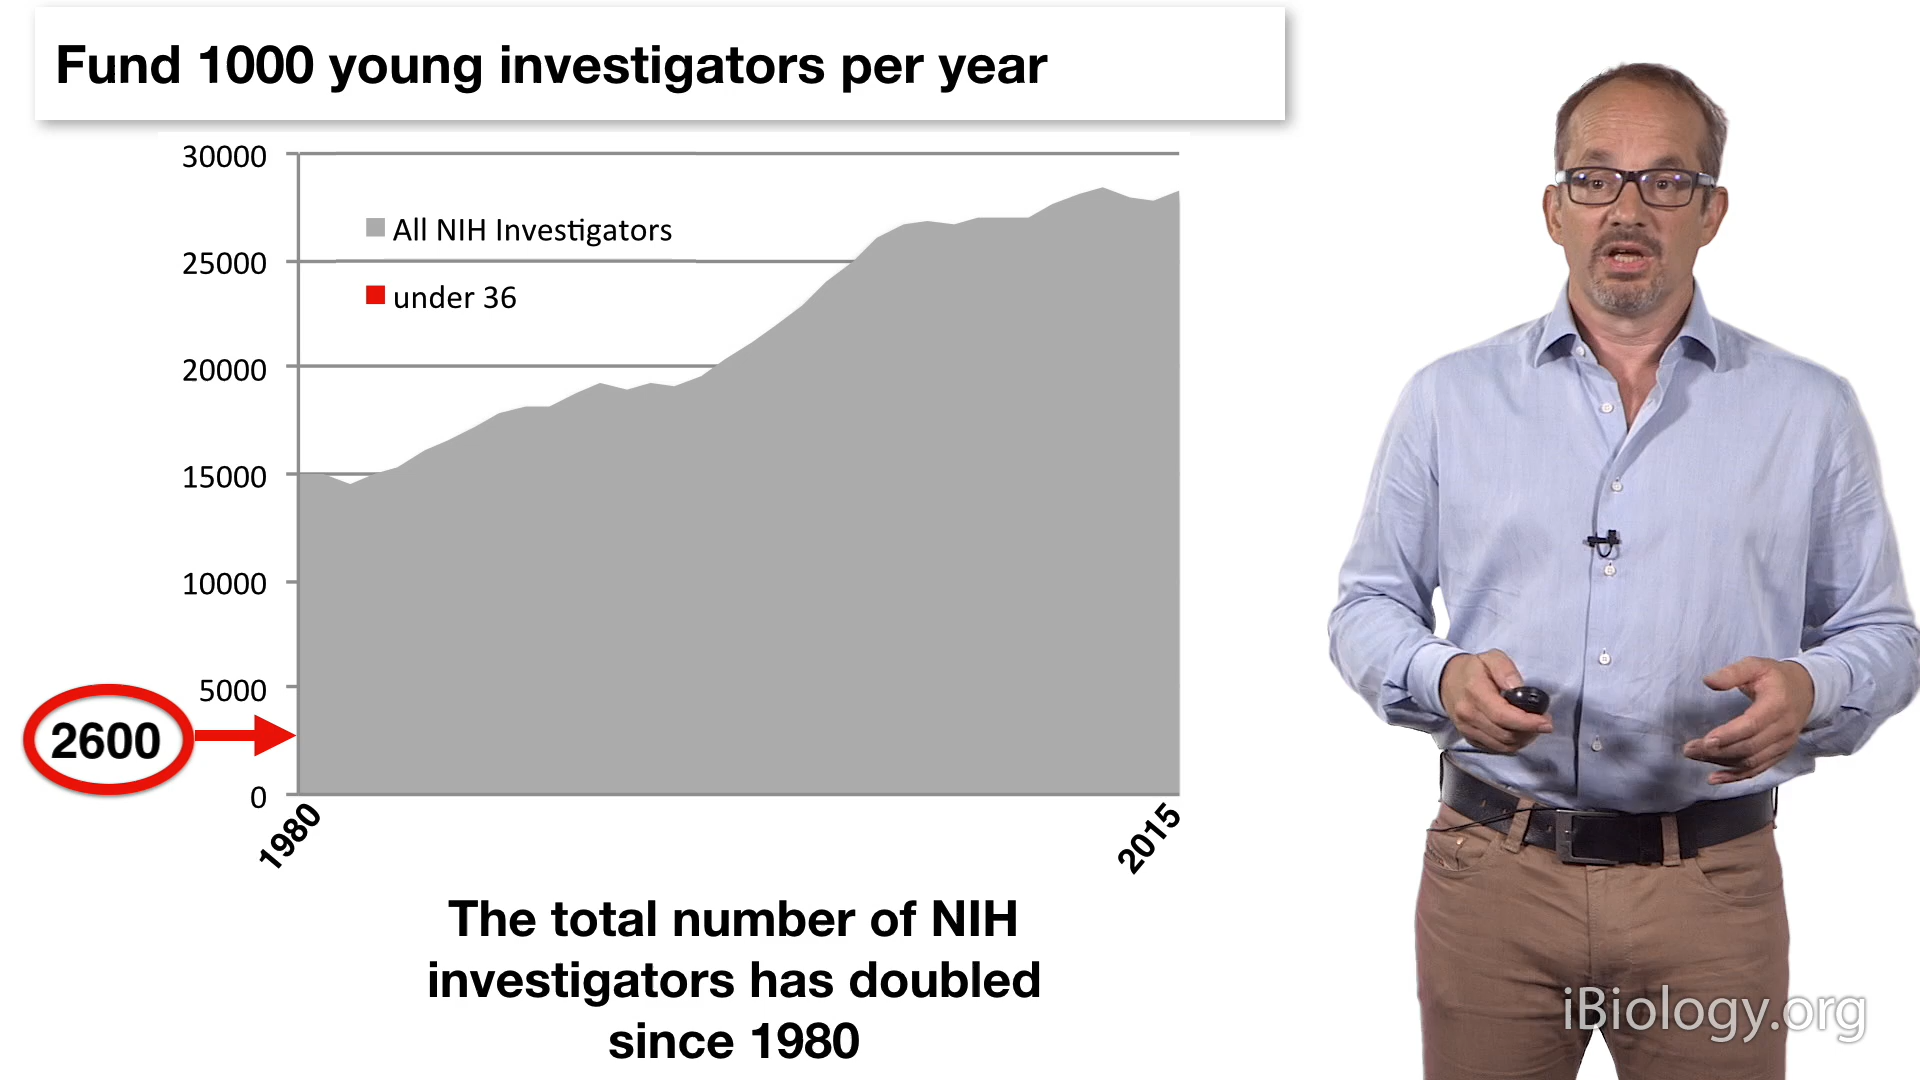 Fund 1000 young investigators per year
30000
All NIH Investigators
25000
under 36
20000
15000
10000
5000
2600
0
1980
2015
The total number of NIH
investigators has doubled
since 1980
iBiology.org